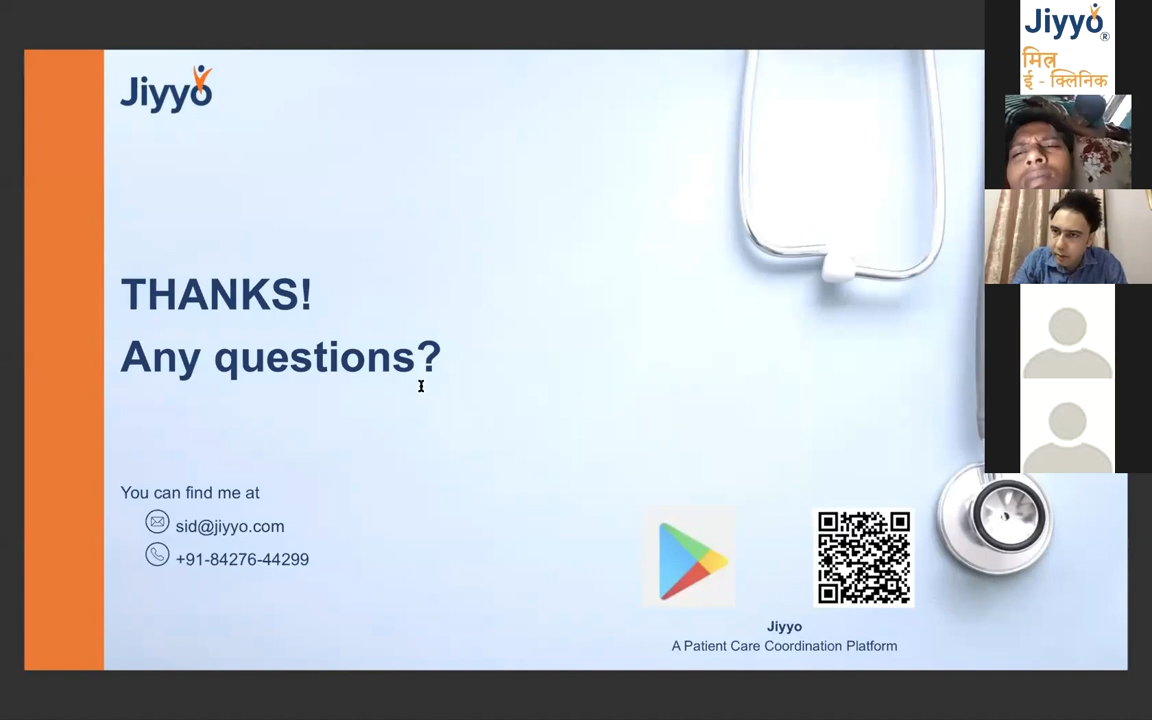 Jiyyo
THANKS!
Any questions?
You can find me at
sid@jiyyo.com
+91-84276-44299
Jiyyo
A Patient Care Coordination Platform
Jiyyo®
मित्र
ई - क्लिनिक